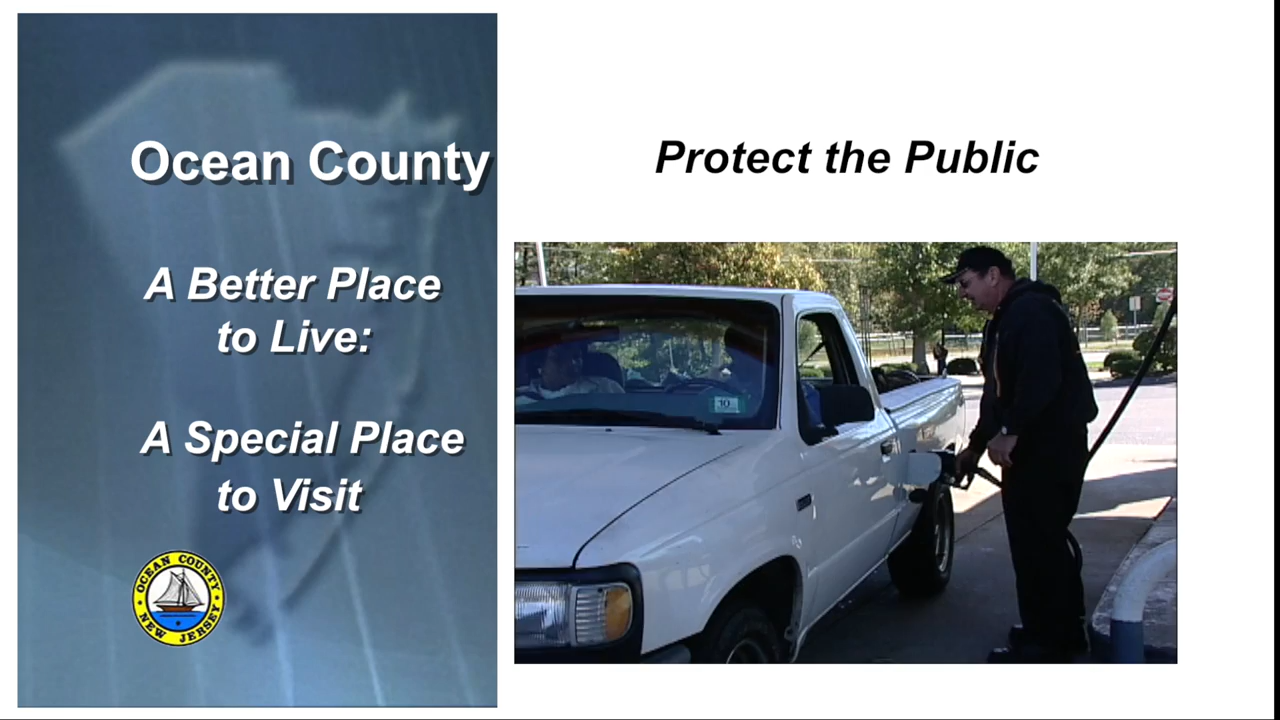 Ocean County
A Better Place
to Live:
A Special Place
to Visit
OCEAN COUNTY
NEW JERSEY
Protect the Public
10